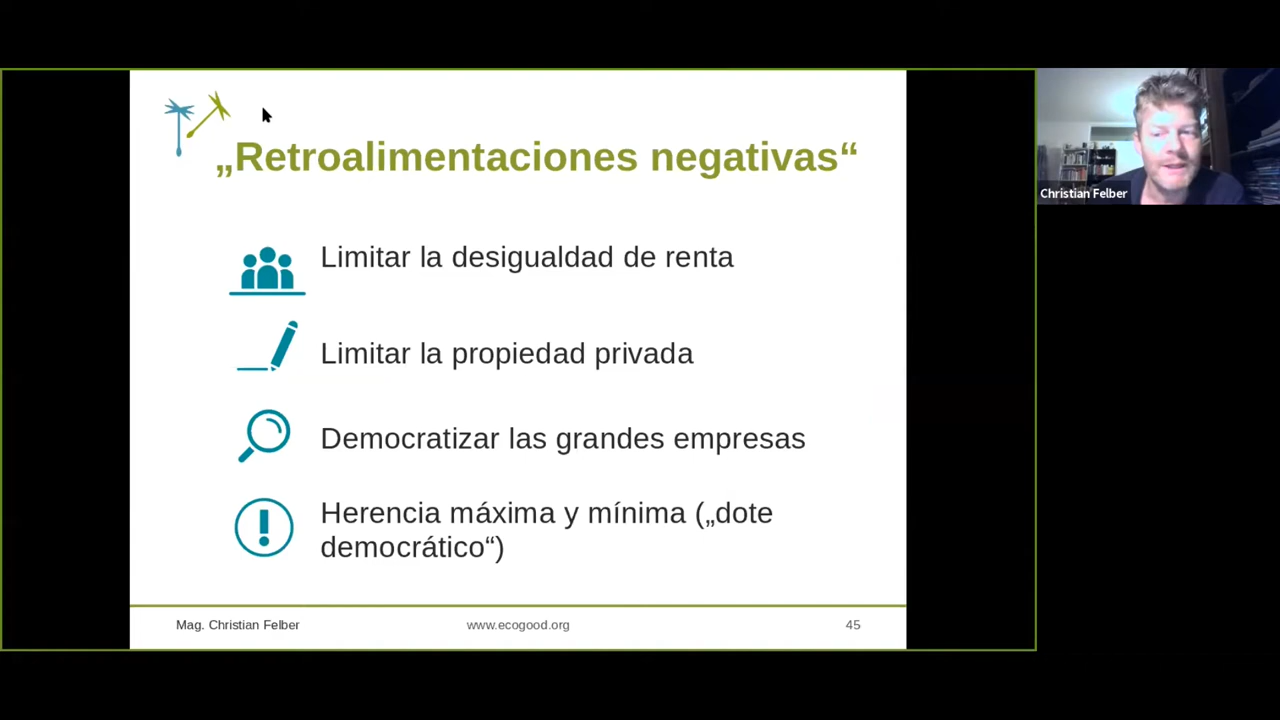 „Retroalimentaciones negativas“
Limitar la desigualdad de renta
Limitar la propiedad privada
Democratizar las grandes empresas
Herencia máxima y mínima („dote
democrático“)
Mag. Christian Felber
www.ecogood.org
45
Christian Felber